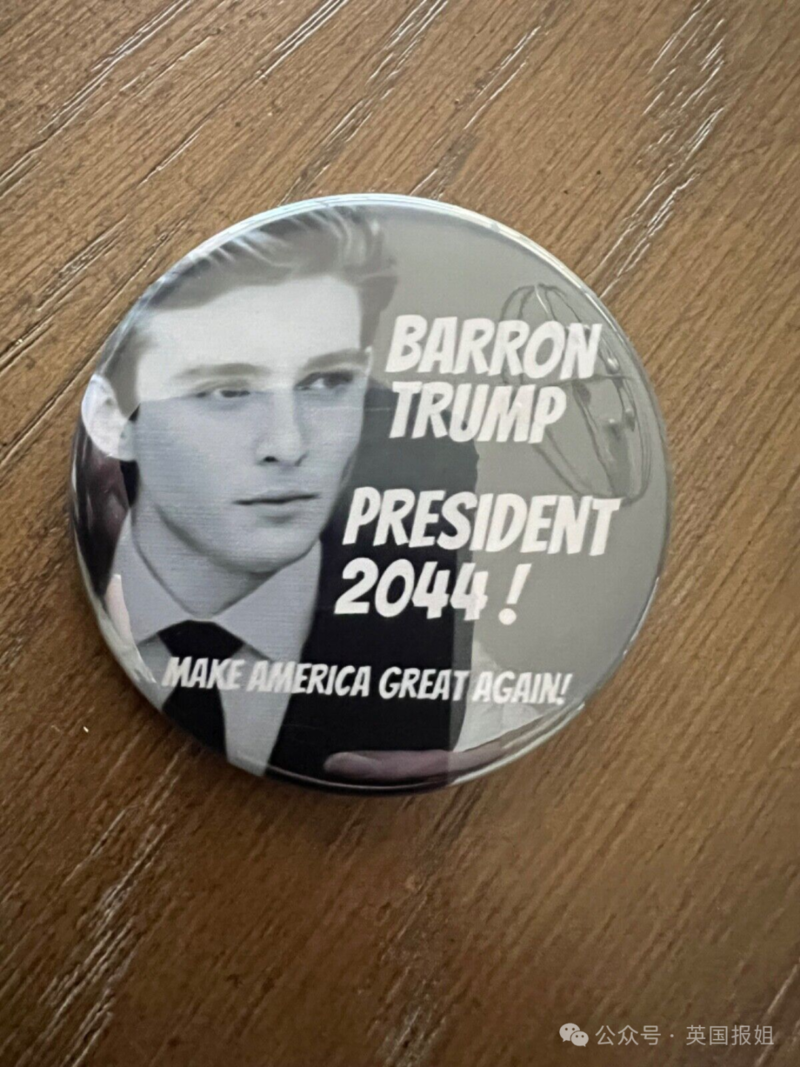 BARRON
TRUMP
PRESIDENT
2044 !
MAKE AMERICA GREAT AGAIN!
公众号 · 英国报姐